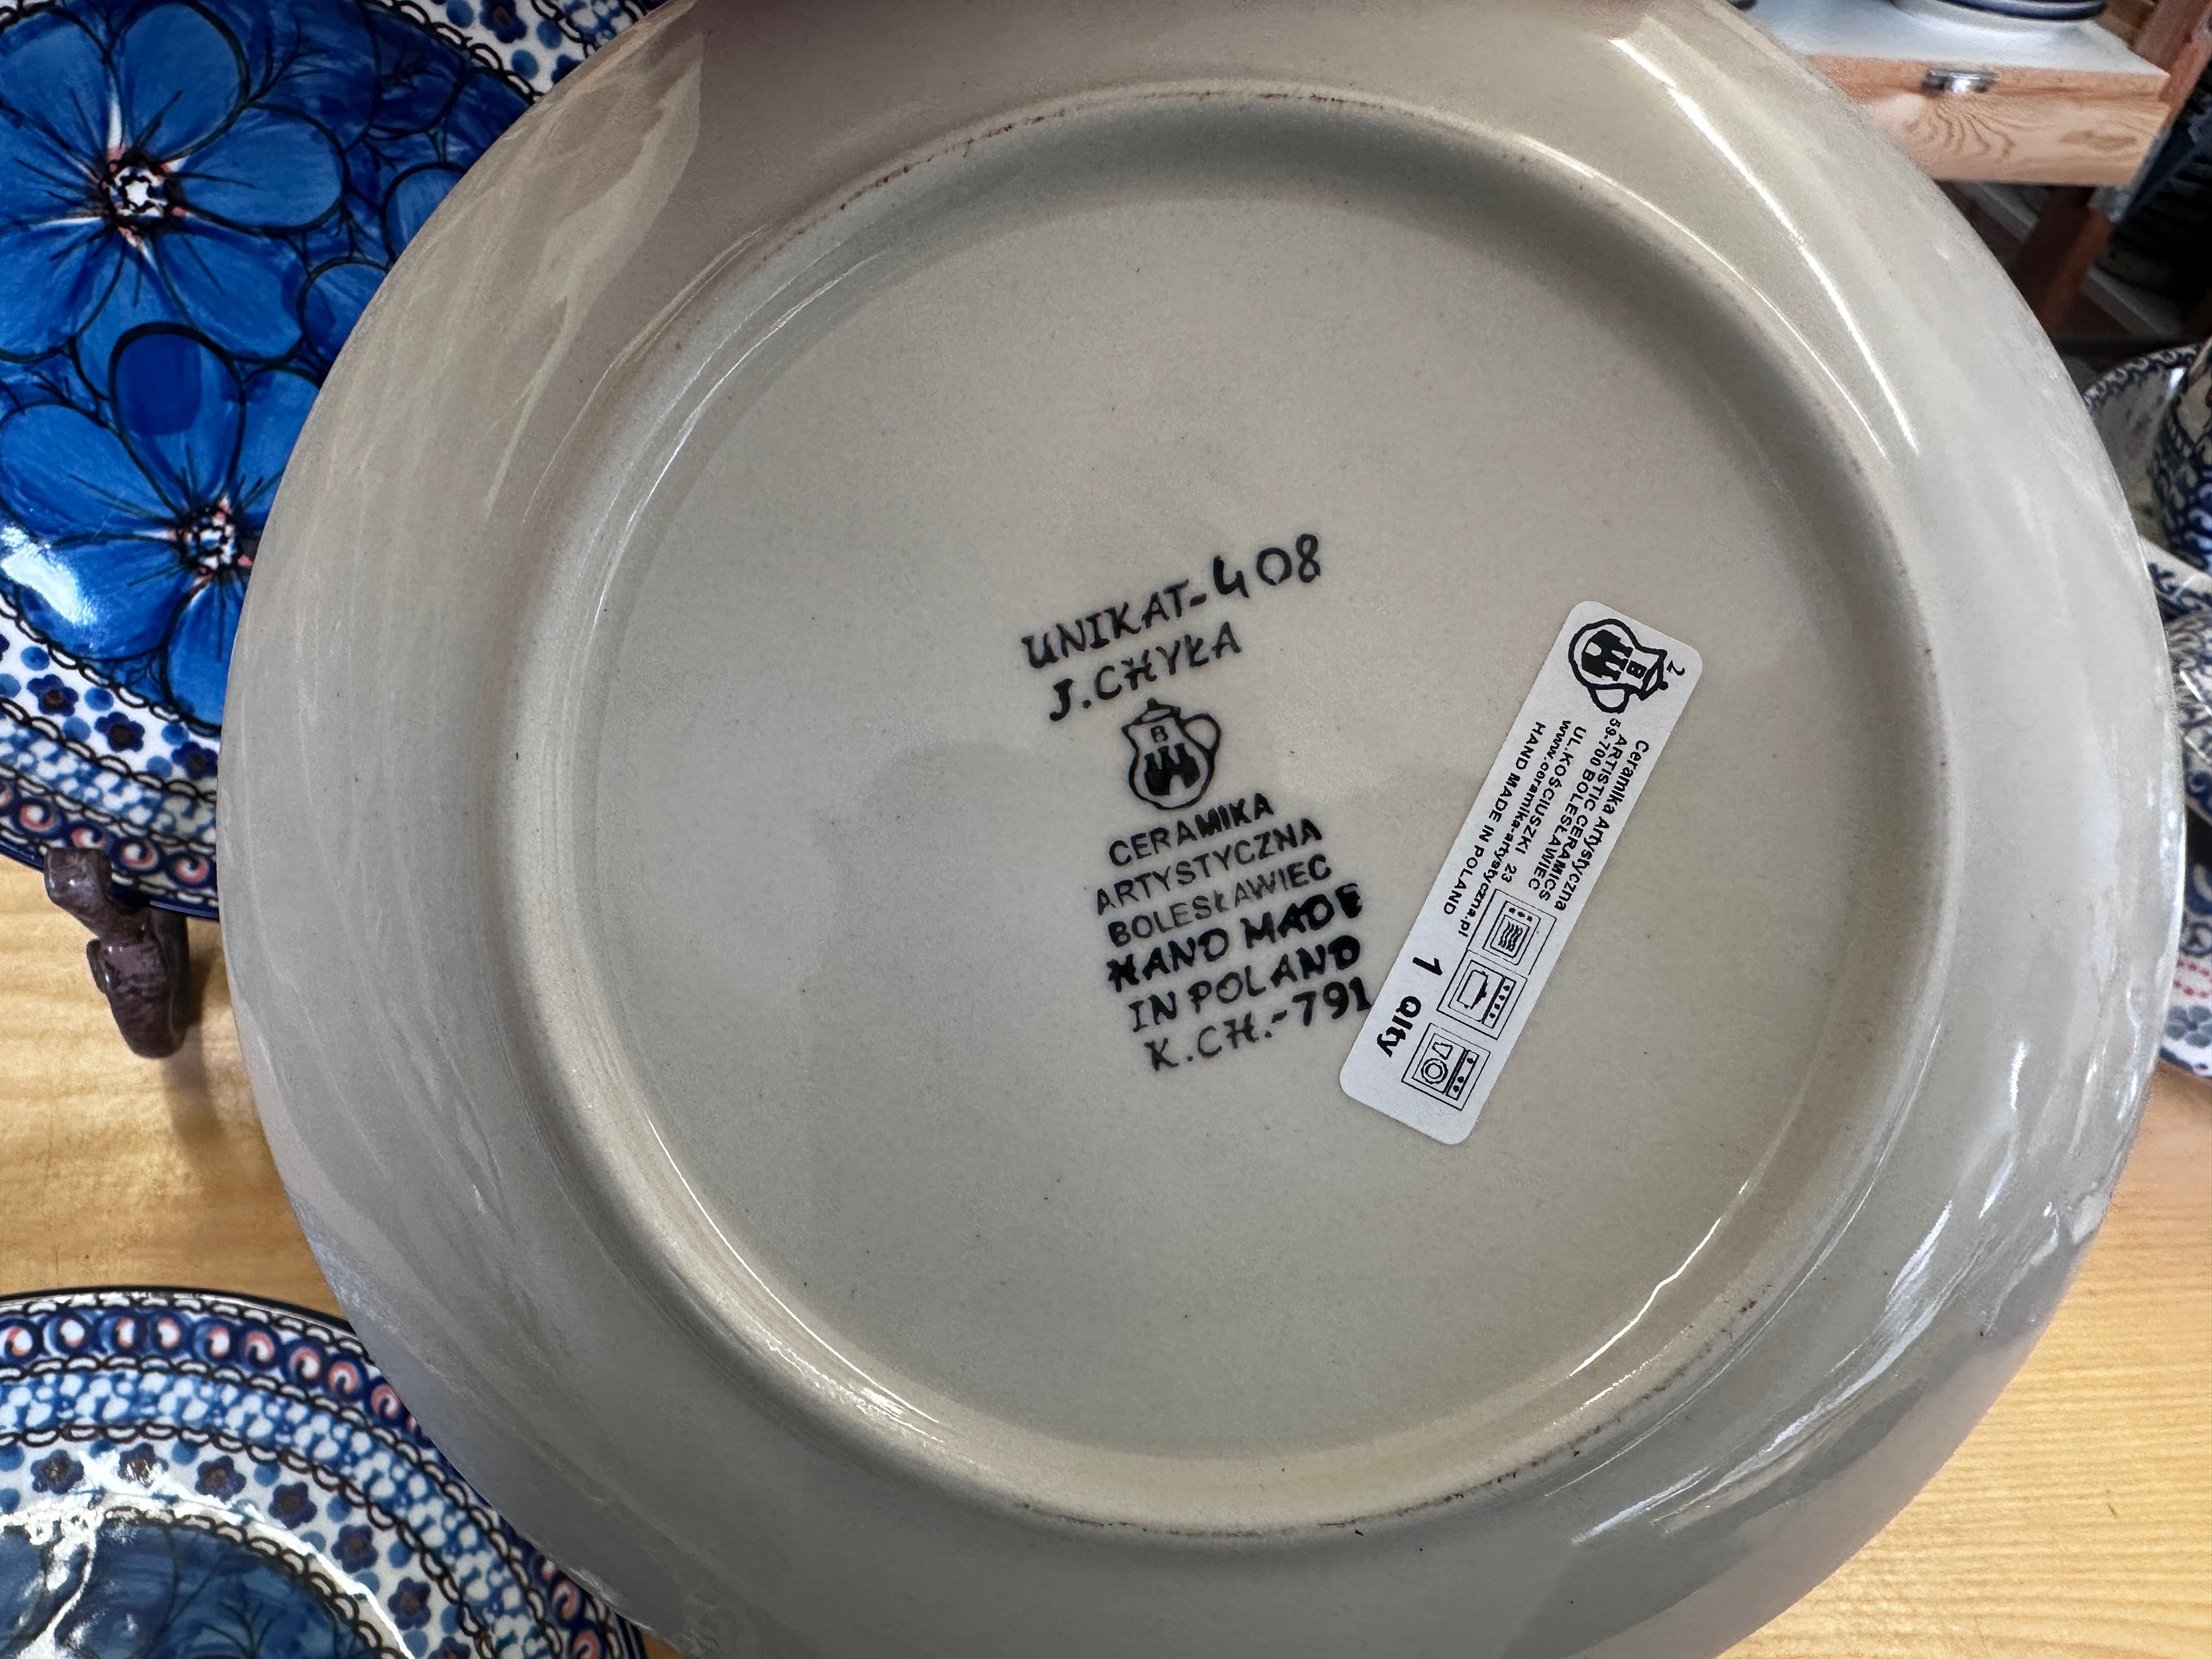 UNIKAT-408
J.CHYŁA
B
CERAMIKA
ARTYSTYCZNA
BOLESŁAWIEC
HAND MADE
IN POLAND
K.CH.-791
B
Ceramika Artystyczna
ARTISTIC CERAMICS
59-700 BOLESŁAWIEC
UL.KOŚCIUSZKI 23
www.ceramika-artystyczna.pl
HAND MADE IN POLAND
1 Qlty